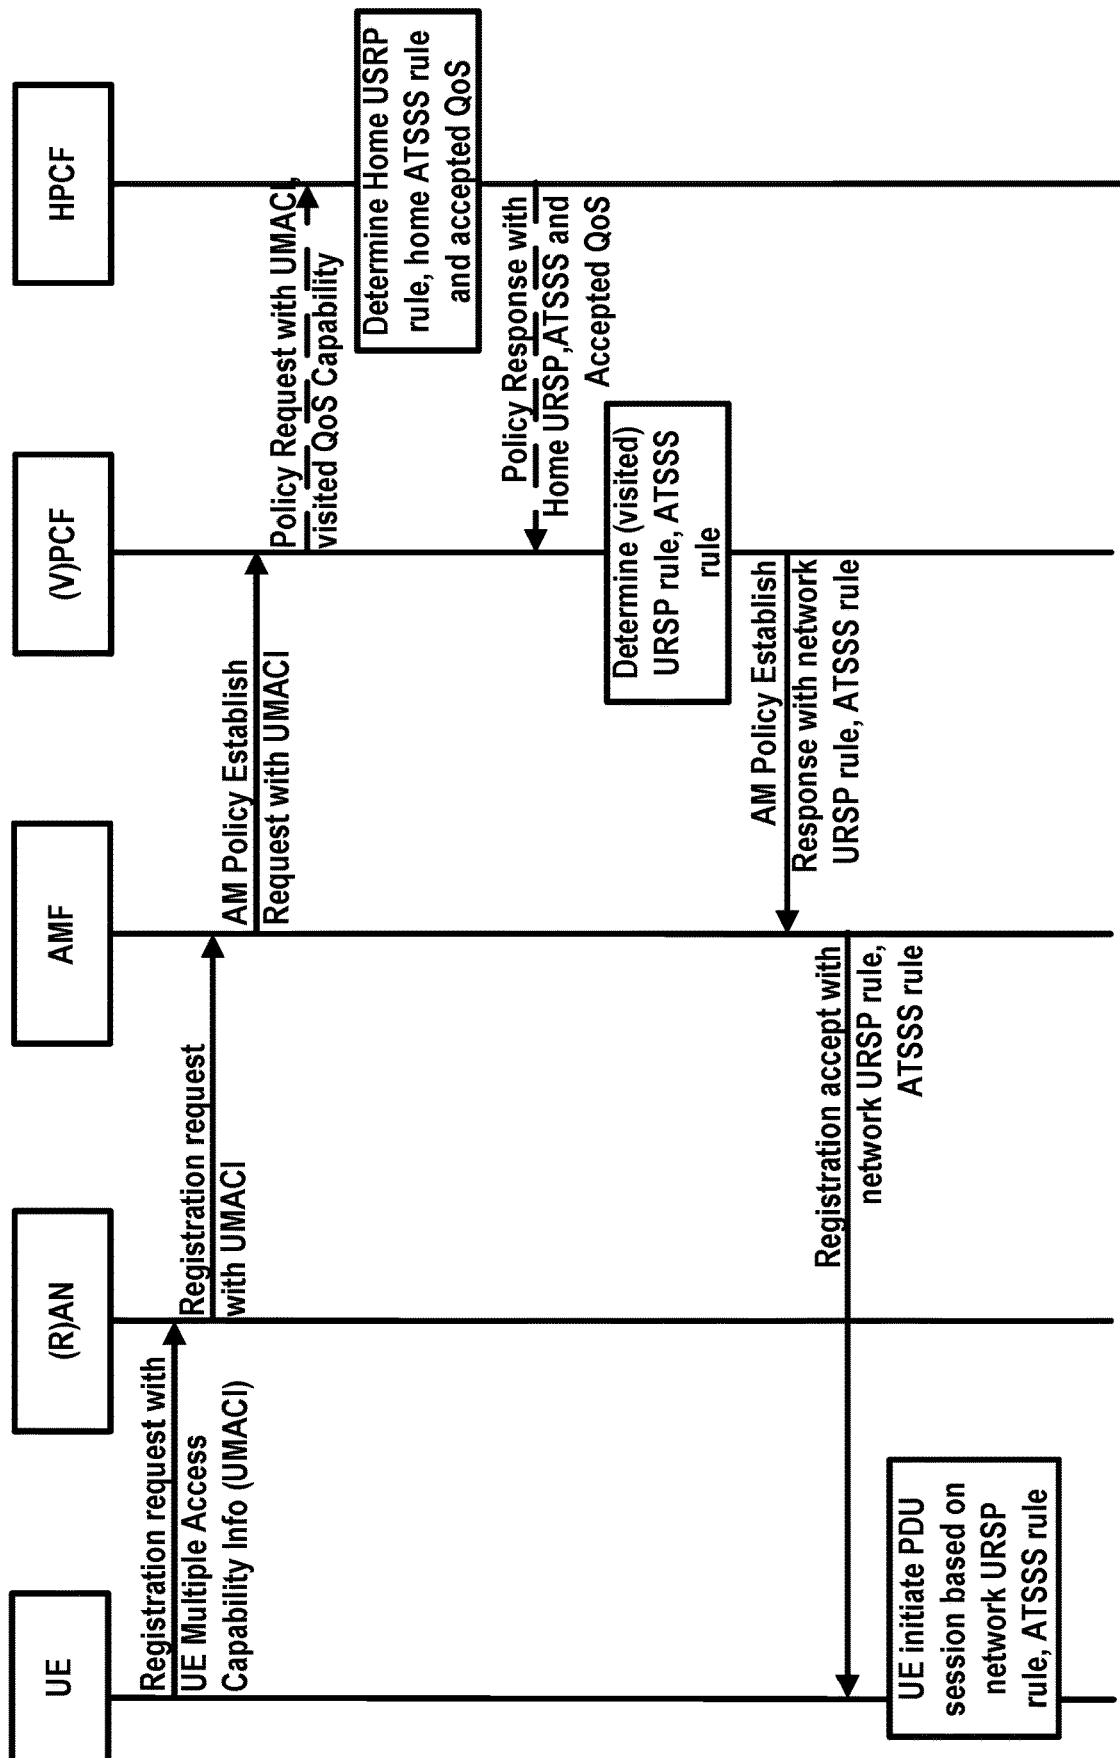 UE
(R)AN
AMF
(V)PCF
HPCF
Registration request with
UE Multiple Access
Capability Info (UMACI)
Registration request
with UMACI
AM Policy Establish
Request with UMACI
Policy Request with UMACI,
visited QoS Capability
Determine Home USRP
rule, home ATSSS rule
and accepted QoS
Policy Response with
Home URSP,ATSSS and
Accepted QoS
Determine (visited)
URSP rule, ATSSS
rule
AM Policy Establish
Response with network
URSP rule, ATSSS rule
Registration accept with
network URSP rule,
ATSSS rule
UE initiate PDU
session based on
network URSP
rule, ATSSS rule